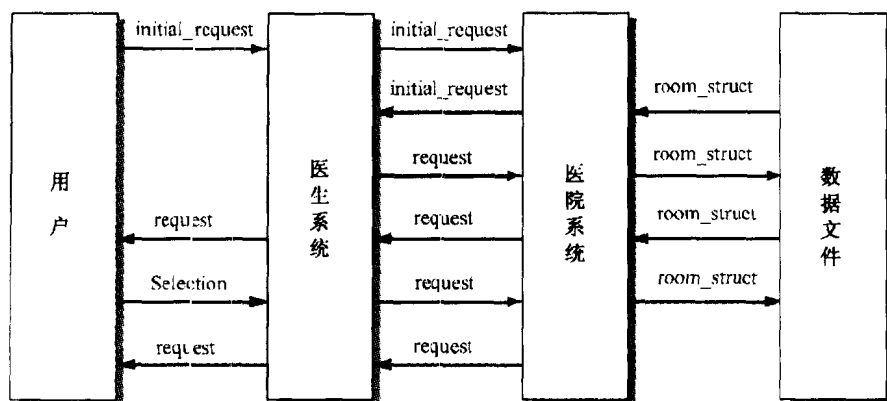 initial_request
initial_request
initial_request
room_struct
request
room_struct
request
request
room_struct
Selection
request
room_struct
request
request
用户
医生系统
医院系统
数据文件